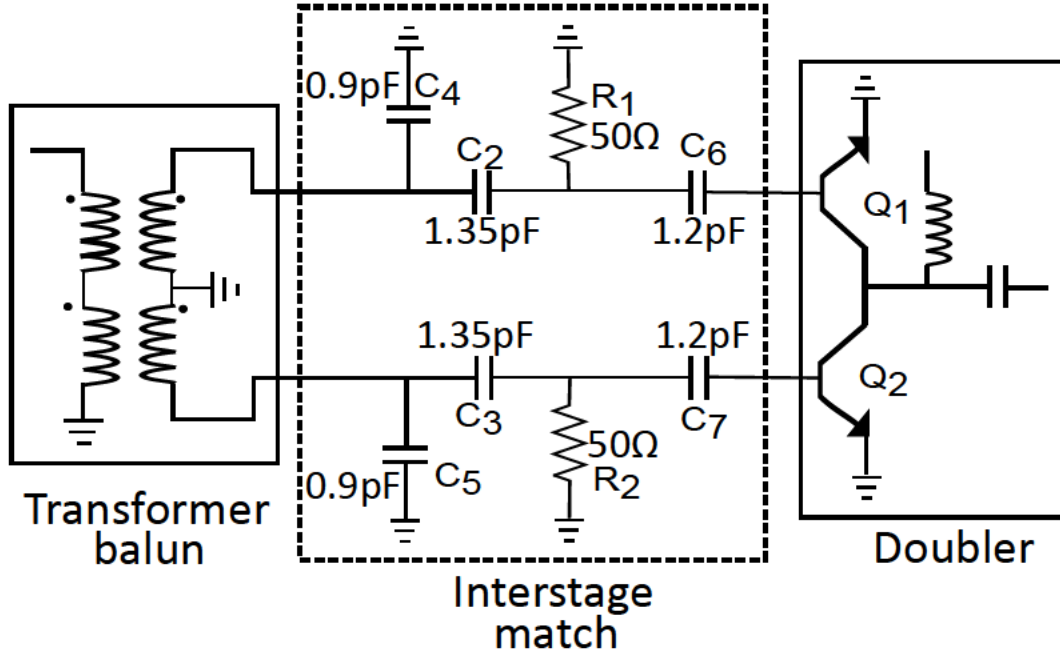 0.9pF
C4
R1
50Ω
C2
1.35pF
C6
1.2pF
Q1
1.35pF
C3
1.2pF
C7
Q2
0.9pF
C5
50Ω
R2
Transformer
balun
Interstage
match
Doubler